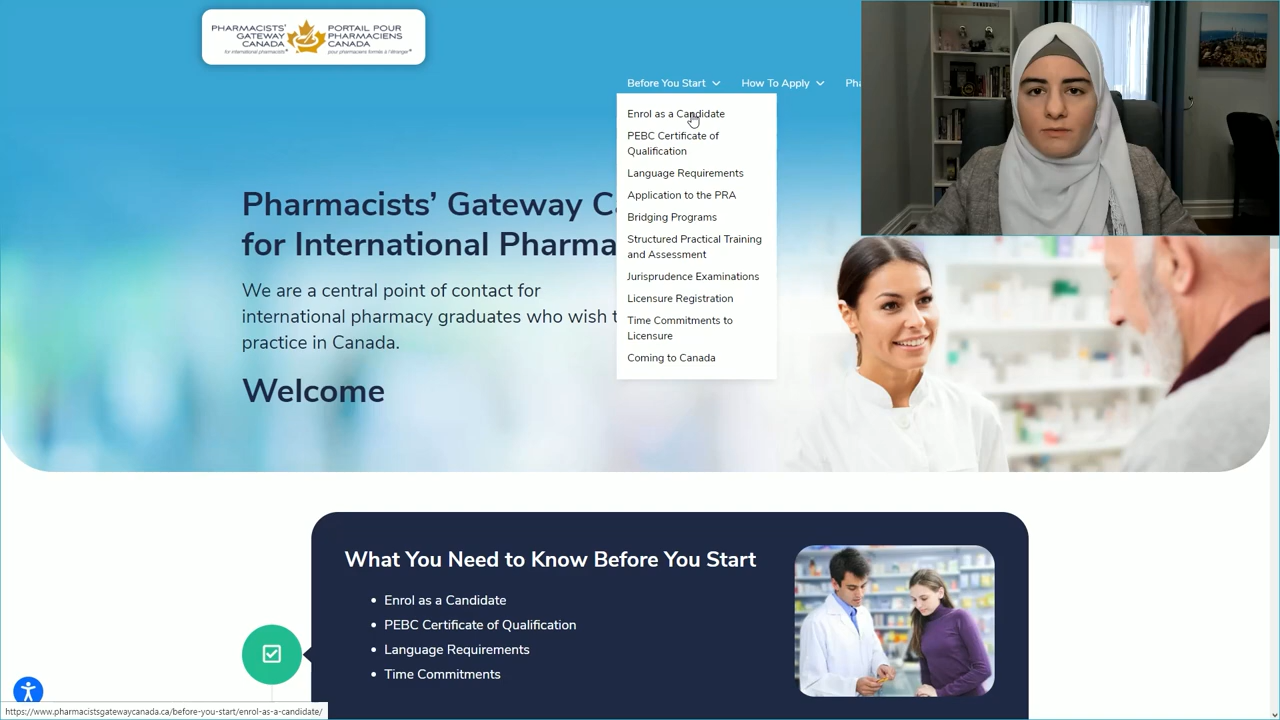 PHARMACISTS'
GATEWAY
CANADA
for international pharmacists
PORTAIL POUR
PHARMACIENS
CANADA
pour pharmaciens formés à l'étranger
Before You Start
How To Apply
Enrol as a Candidate
PEBC Certificate of
Qualification
Language Requirements
Application to the PRA
Bridging Programs
Structured Practical Training
and Assessment
Jurisprudence Examinations
Licensure Registration
Time Commitments to
Licensure
Coming to Canada
Pharmacists’ Gateway
for International
We are a central point of contact for
international pharmacy graduates who wish
practice in Canada.
Welcome
What You Need to Know Before You Start
• Enrol as a Candidate
• PEBC Certificate of Qualification
• Language Requirements
• Time Commitments
https://www.pharmacistsgatewaycanada.ca/before-you-start/enrol-as-a-candidate/